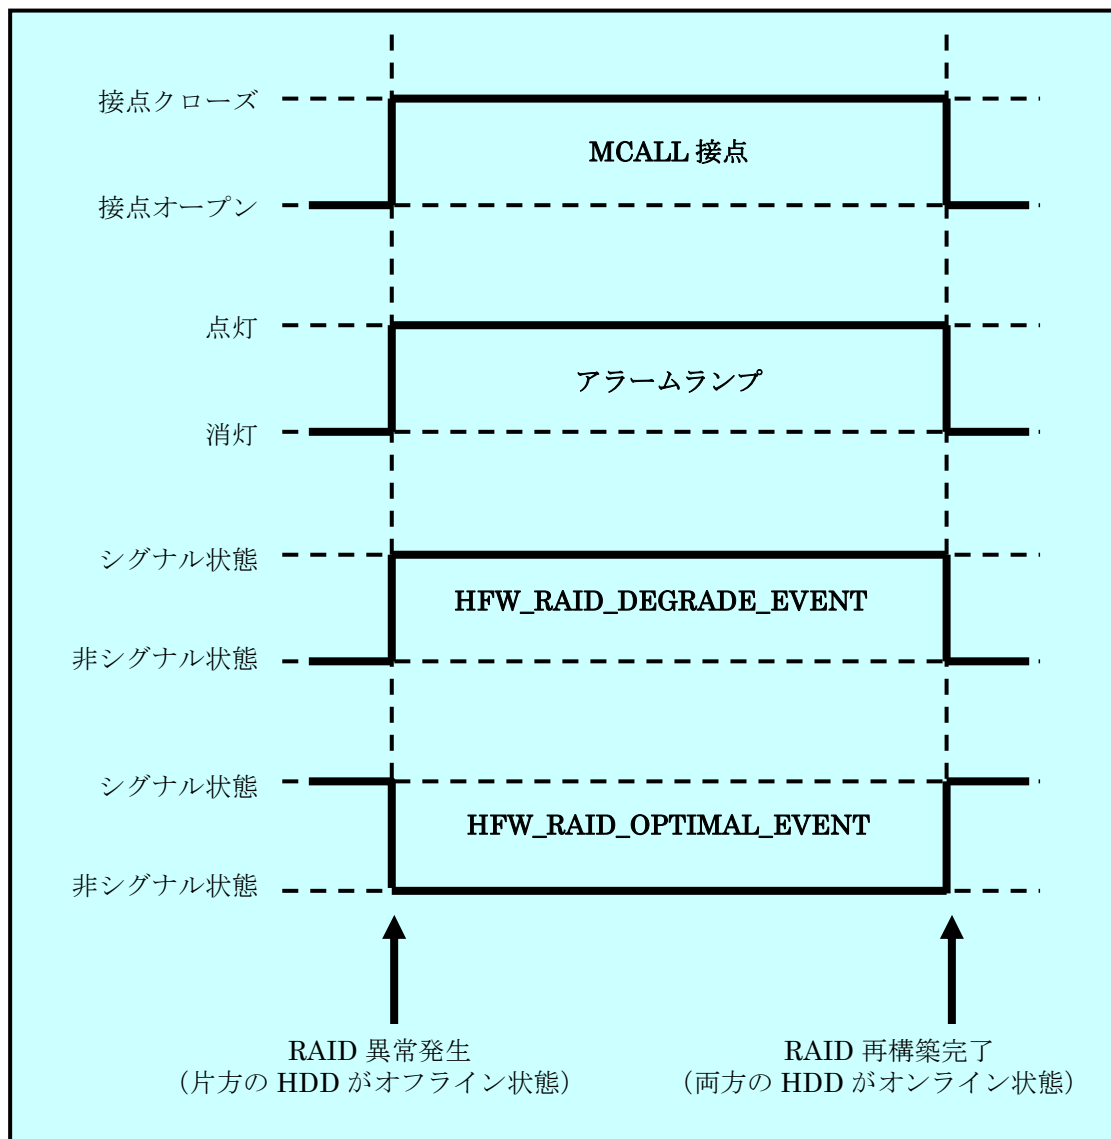 接点クローズ
MCALL 接点
接点オープン
点灯
アラームランプ
消灯
シグナル状態
HFW_RAID_DEGRADE_EVENT
非シグナル状態
シグナル状態
HFW_RAID_OPTIMAL_EVENT
非シグナル状態
RAID 異常発生
（片方の HDD がオフライン状態）
RAID 再構築完了
（両方の HDD がオンライン状態）